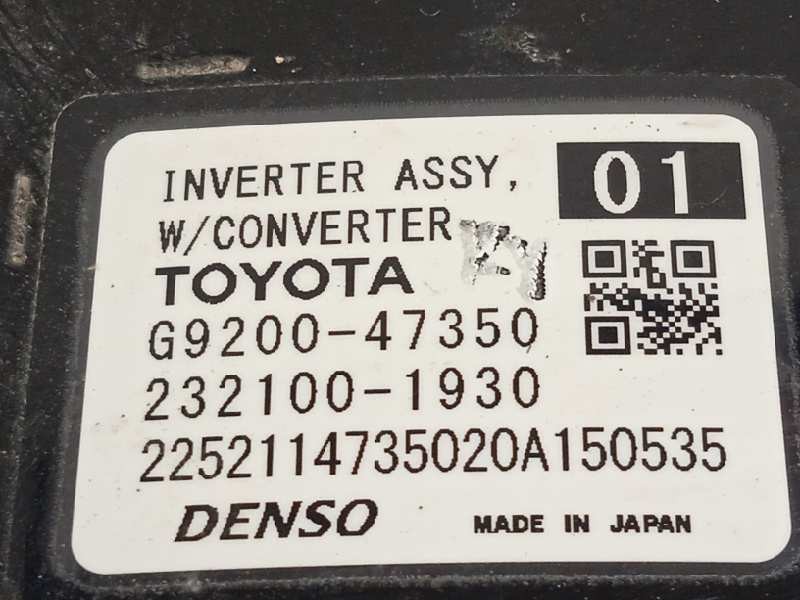 INVERTER ASSY, 01
W/CONVERTER
TOYOTA
G9200-47350
232100-1930
2252114735020A150535
DENSO MADE IN JAPAN